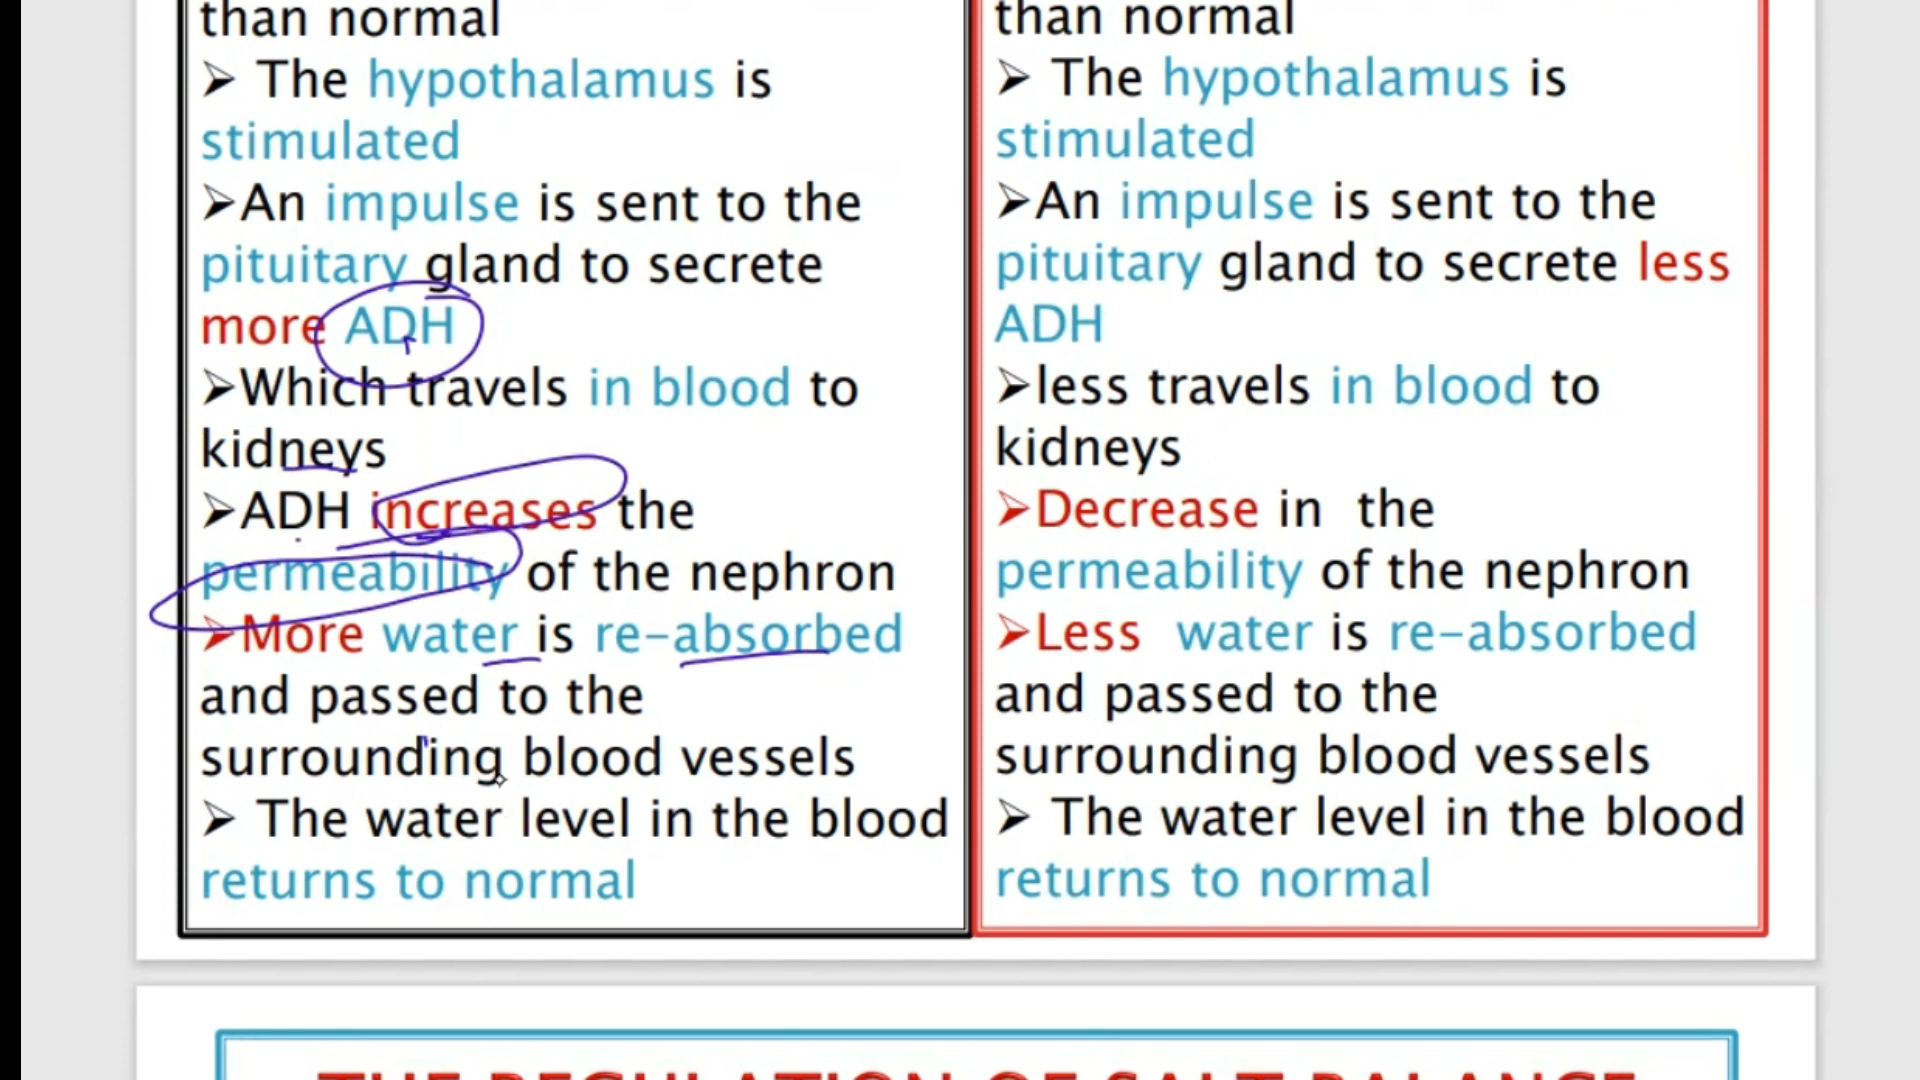 than normal
➢ The hypothalamus is
stimulated
➢An impulse is sent to the
pituitary gland to secrete
more ADH
➢Which travels in blood to
kidneys
➢ADH increases the
permeability of the nephron
➢More water is re-absorbed
and passed to the
surrounding blood vessels
➢ The water level in the blood
returns to normal
than normal
➢ The hypothalamus is
stimulated
➢An impulse is sent to the
pituitary gland to secrete less
ADH
➢less travels in blood to
kidneys
➢Decrease in the
permeability of the nephron
➢Less water is re-absorbed
and passed to the
surrounding blood vessels
➢ The water level in the blood
returns to normal
THE REGULATION OF SALT BALANCE